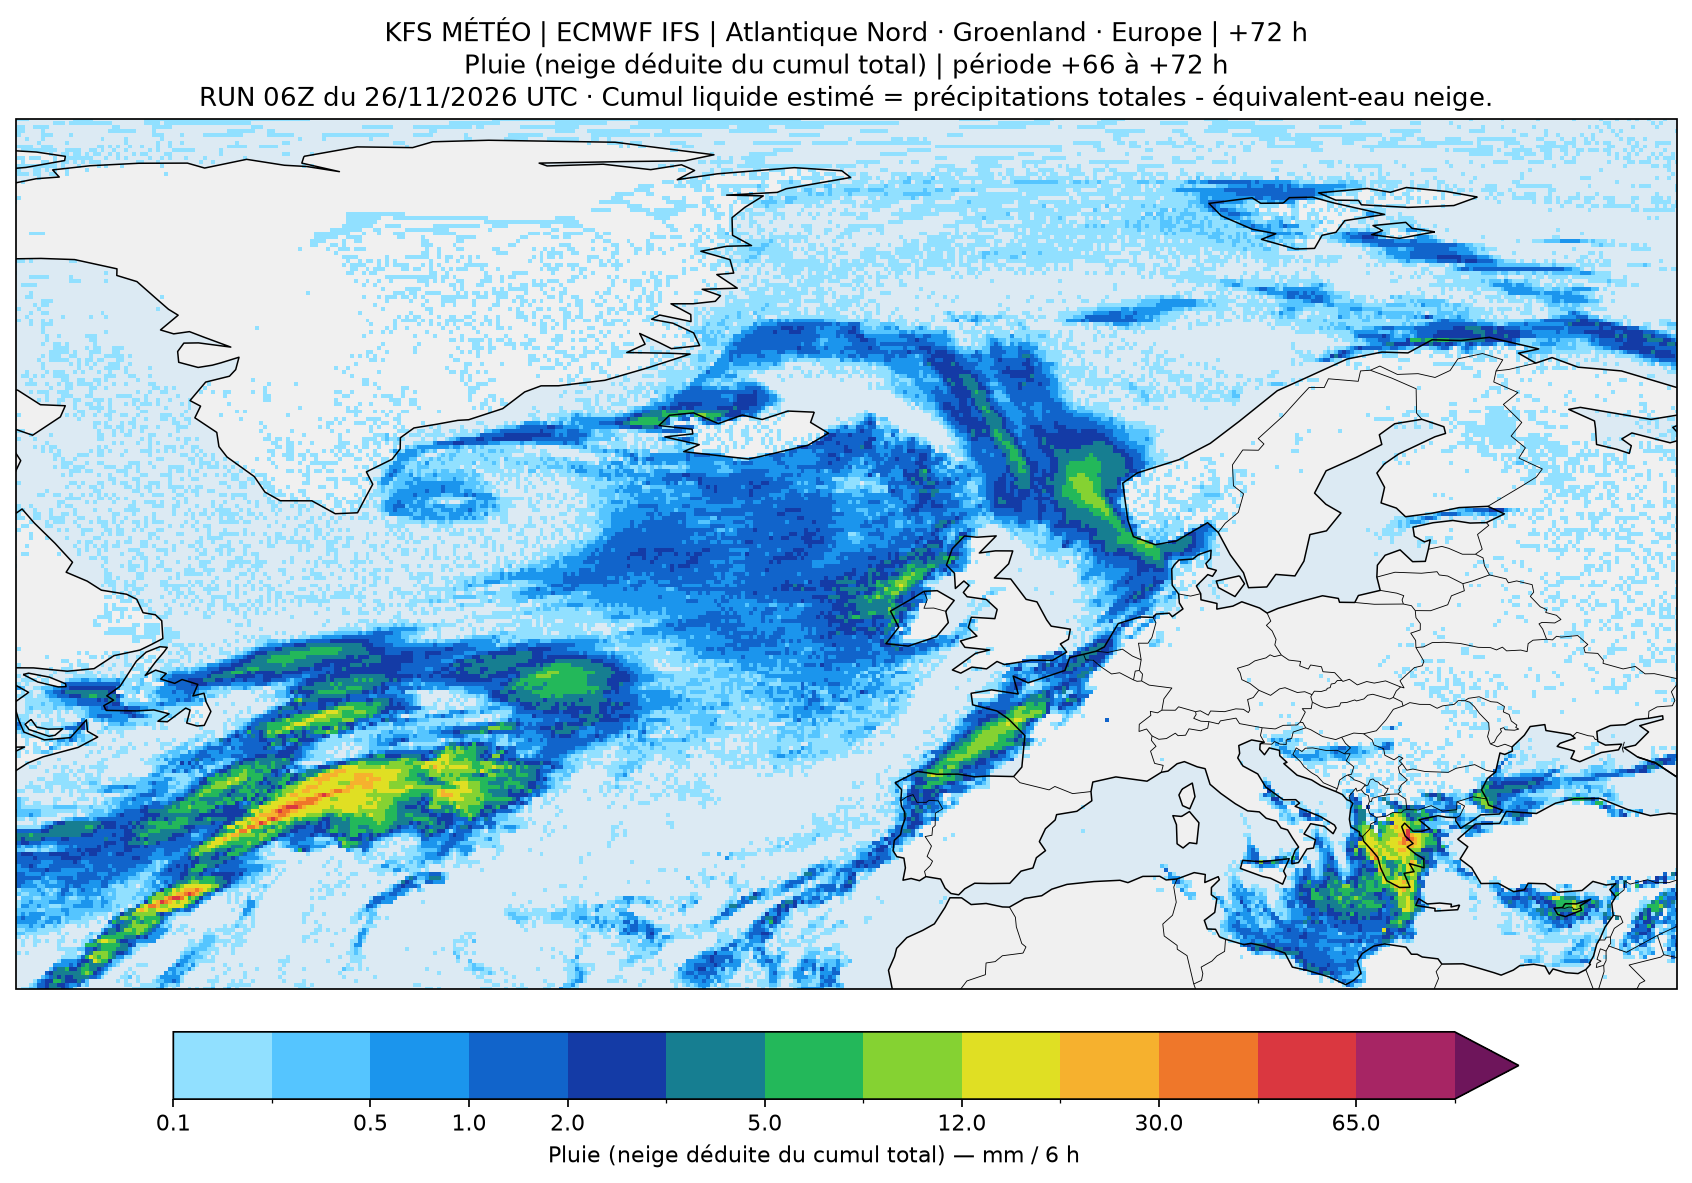 KFS MÉTÉO | ECMWF IFS | Atlantique Nord · Groenland · Europe | +72 h
Pluie (neige déduite du cumul total) | période +66 à +72 h
RUN 06Z du 26/11/2026 UTC · Cumul liquide estimé = précipitations totales - équivalent-eau neige.
0.1 0.5 1.0 2.0 5.0 12.0 30.0 65.0
Pluie (neige déduite du cumul total) — mm / 6 h